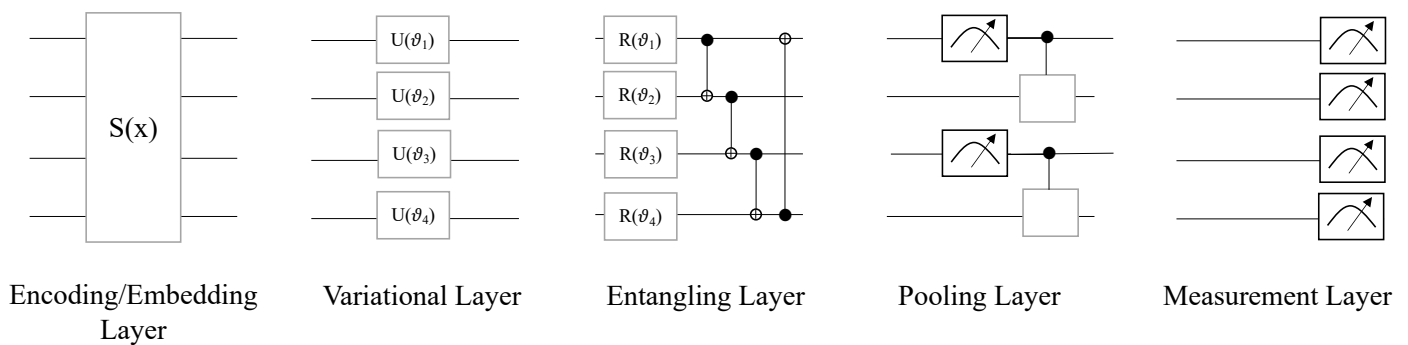 S(x)
U(ϑ1)
U(ϑ2)
U(ϑ3)
U(ϑ4)
R(ϑ1)
R(ϑ2)
R(ϑ3)
R(ϑ4)
Encoding/Embedding
Layer
Variational Layer
Entangling Layer
Pooling Layer
Measurement Layer